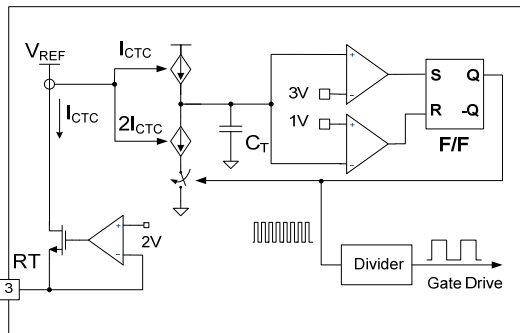 VREF
ICTC
ICTC
2ICTC
CT
3V
1V
+
-
+
-
S Q
R -Q
F/F
2V
+
-
RT
3
Divider
Gate Drive